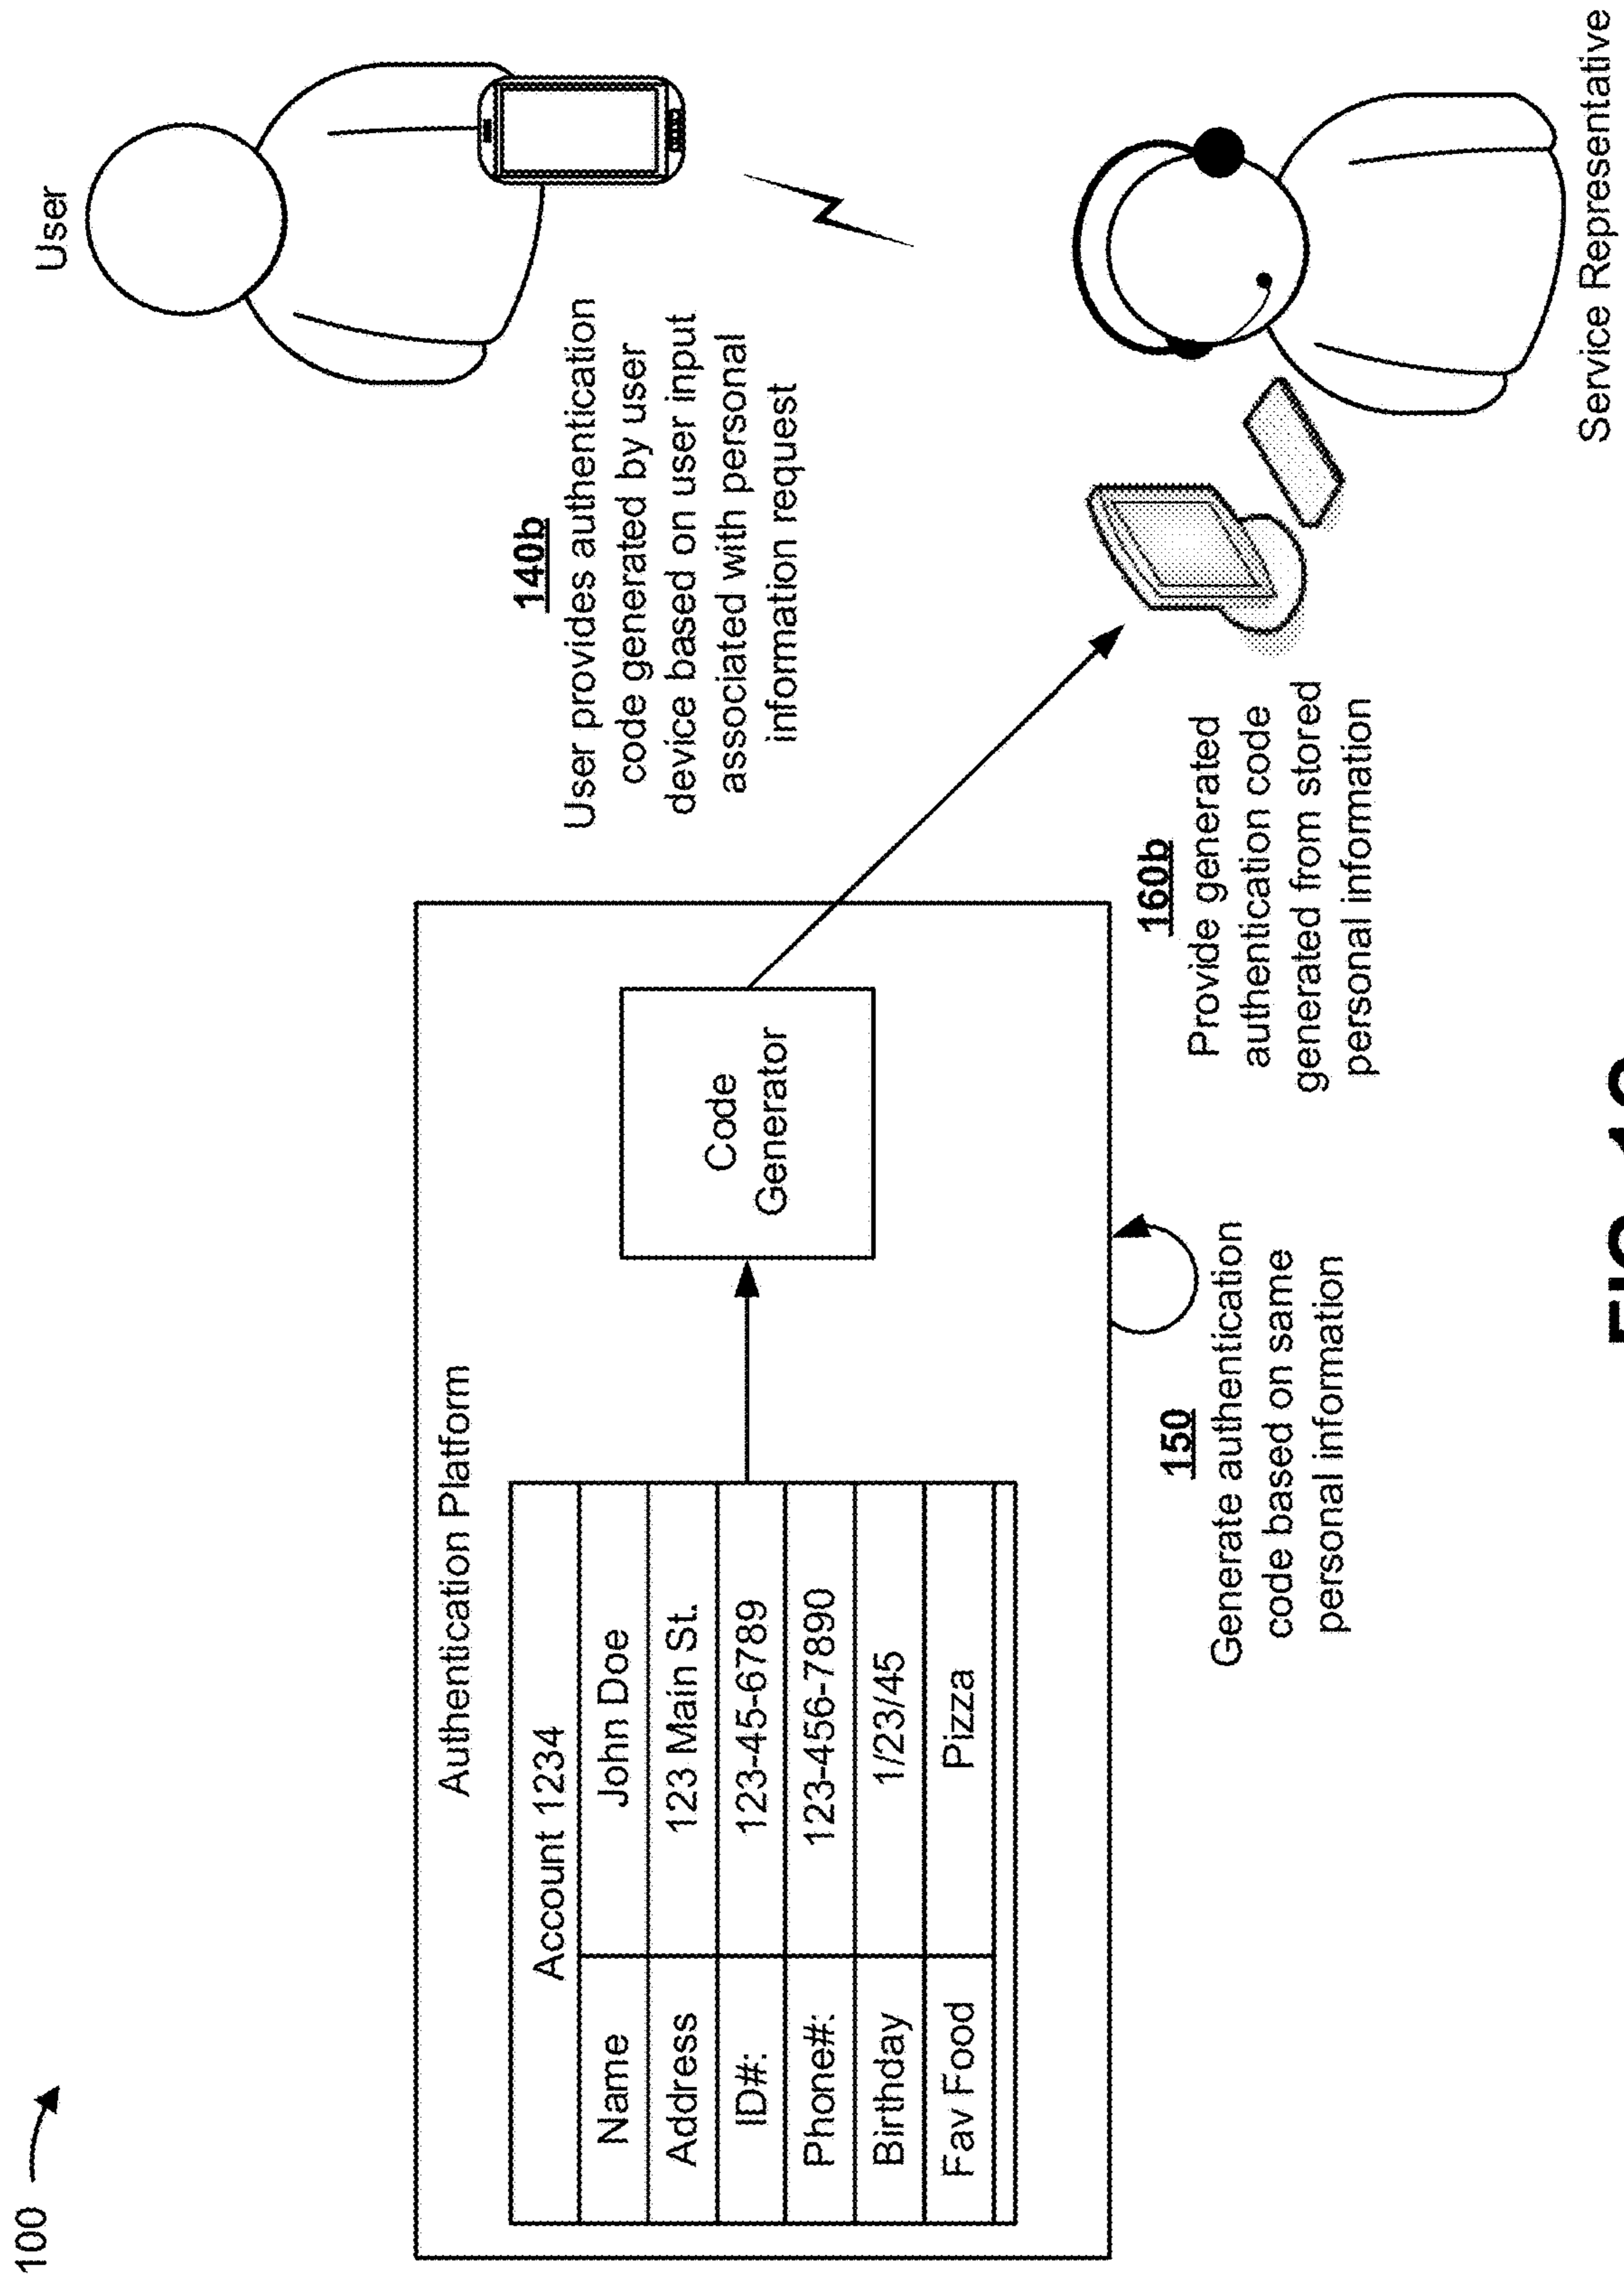 100
User
140b
User provides authentication
code generated by user
device based on user input
associated with personal
information request
Authentication Platform
Account 1234
Name John Doe
Address 123 Main St.
ID#: 123-45-6789
Phone#: 123-456-7890
Birthday 1/23/45
Fav Food Pizza
Code
Generator
150
Generate authentication
code based on same
personal information
160b
Provide generated
authentication code
generated from stored
personal information
Service Representative